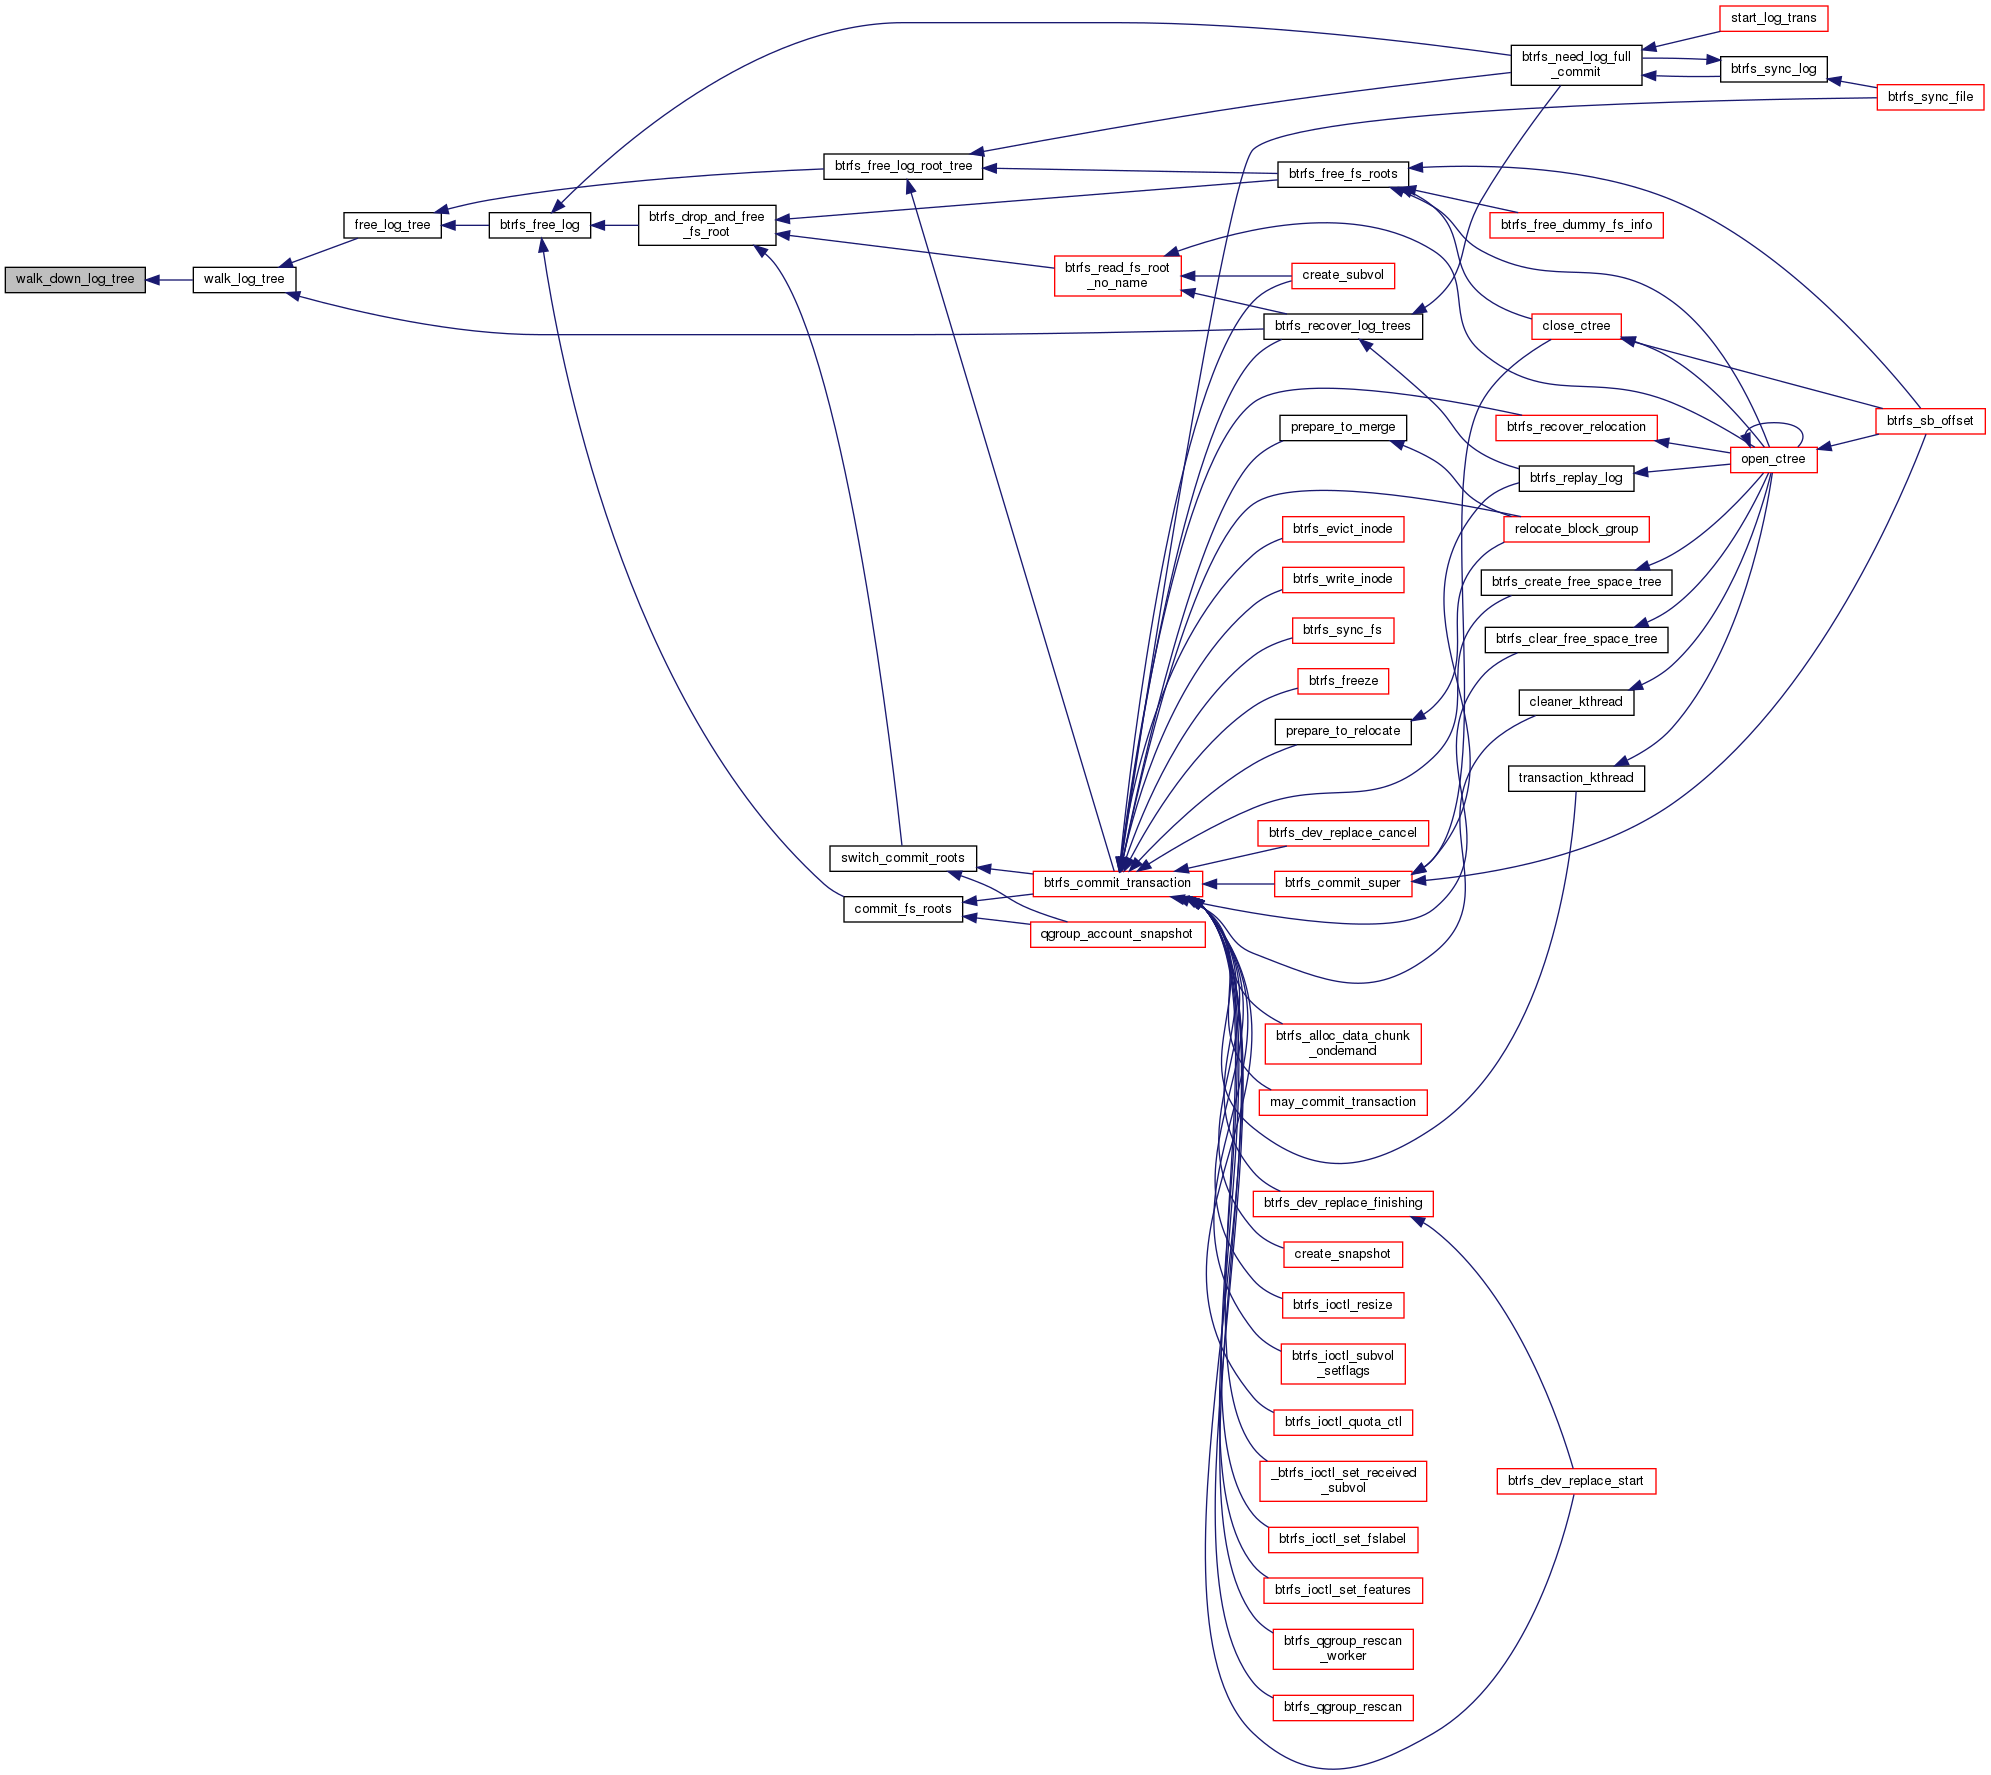 start_log_trans
btrfs_need_log_full
_commit
btrfs_sync_log
btrfs_sync_file
btrfs_free_log_root_tree
btrfs_free_fs_roots
free_log_tree
btrfs_free_log
btrfs_drop_and_free
_fs_root
btrfs_free_dummy_fs_info
walk_down_log_tree
walk_log_tree
btrfs_read_fs_root
_no_name
create_subvol
btrfs_recover_log_trees
close_ctree
prepare_to_merge
btrfs_recover_relocation
btrfs_sb_offset
open_ctree
btrfs_replay_log
btrfs_evict_inode
relocate_block_group
btrfs_write_inode
btrfs_create_free_space_tree
btrfs_sync_fs
btrfs_clear_free_space_tree
btrfs_freeze
cleaner_kthread
prepare_to_relocate
transaction_kthread
btrfs_dev_replace_cancel
switch_commit_roots
btrfs_commit_transaction
btrfs_commit_super
commit_fs_roots
qgroup_account_snapshot
btrfs_alloc_data_chunk
_ondemand
may_commit_transaction
btrfs_dev_replace_finishing
create_snapshot
btrfs_ioctl_resize
btrfs_ioctl_subvol
_setflags
btrfs_ioctl_quota_ctl
_btrfs_ioctl_set_received
_subvol
btrfs_dev_replace_start
btrfs_ioctl_set_fslabel
btrfs_ioctl_set_features
btrfs_qgroup_rescan
_worker
btrfs_qgroup_rescan